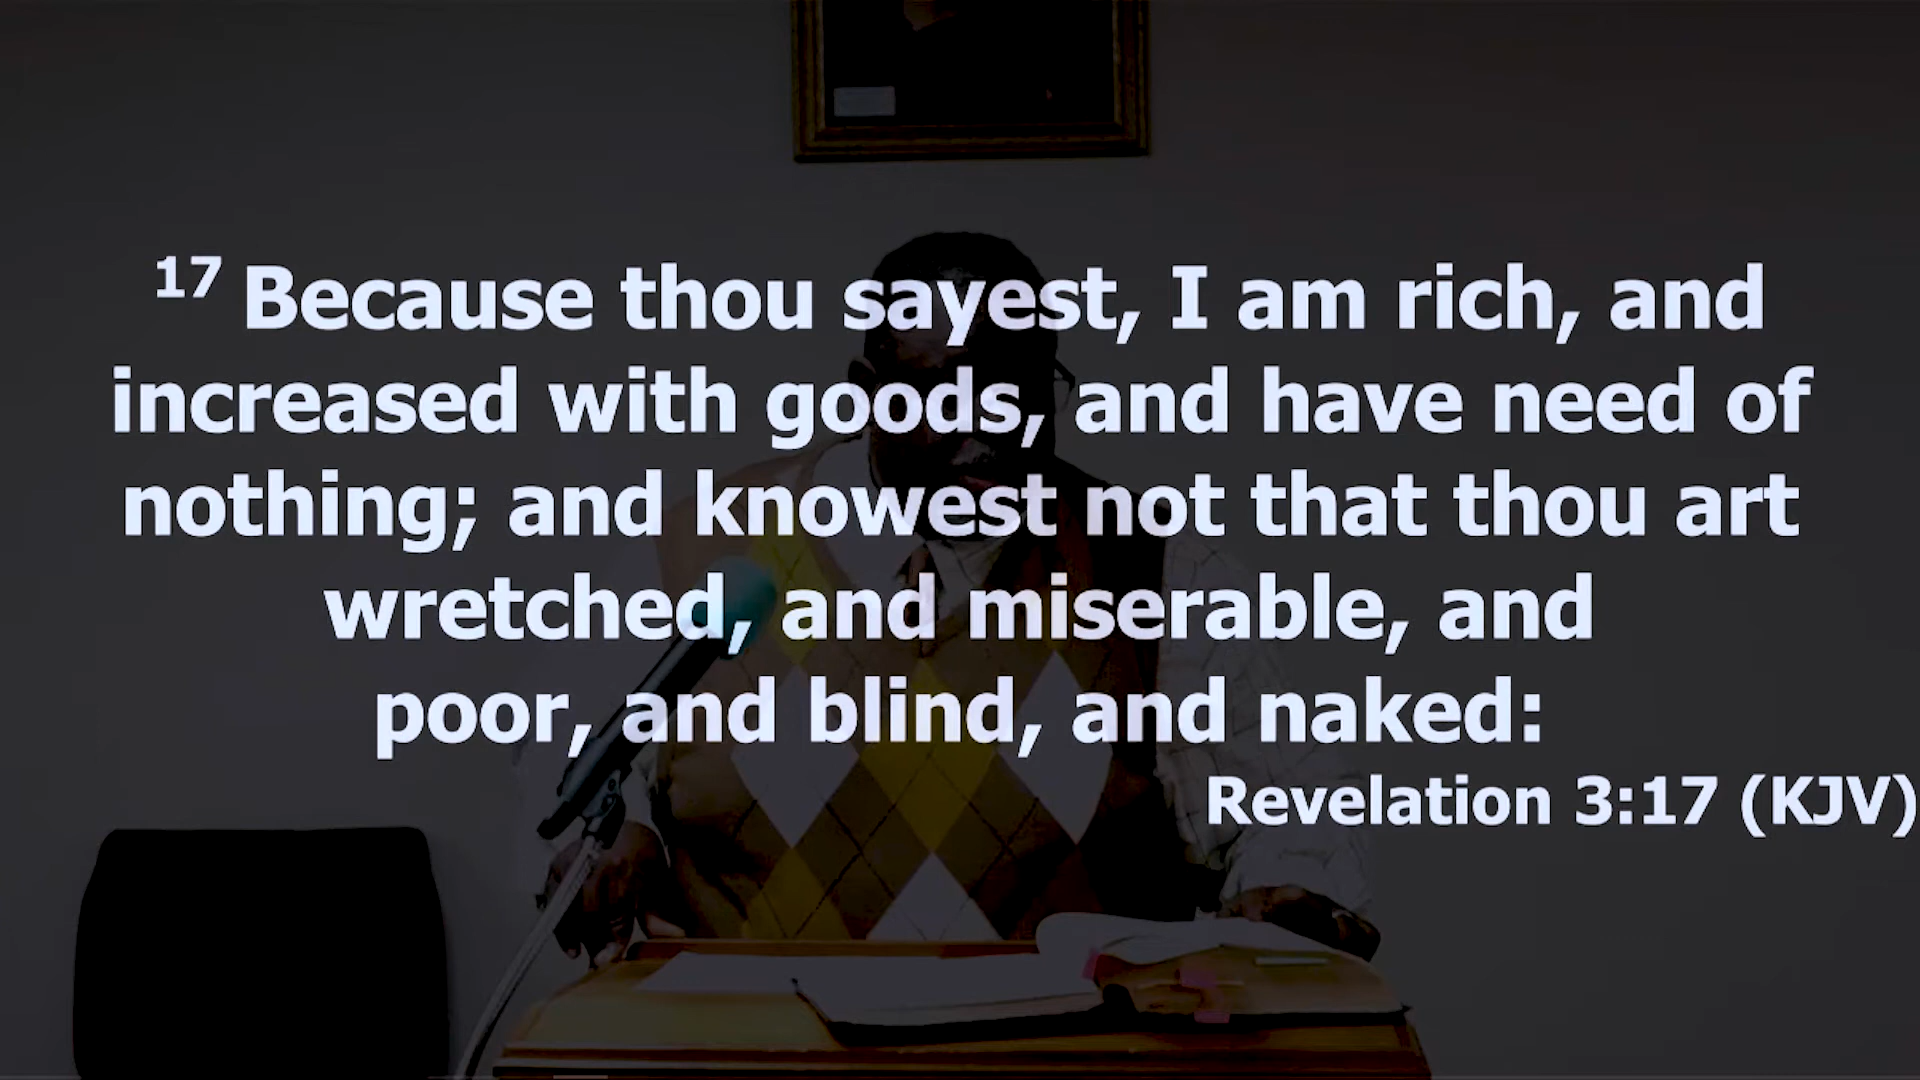 17 Because thou sayest, I am rich, and
increased with goods, and have need of
nothing; and knowest not that thou art
wretched, and miserable, and
poor, and blind, and naked:
Revelation 3:17 (KJV)